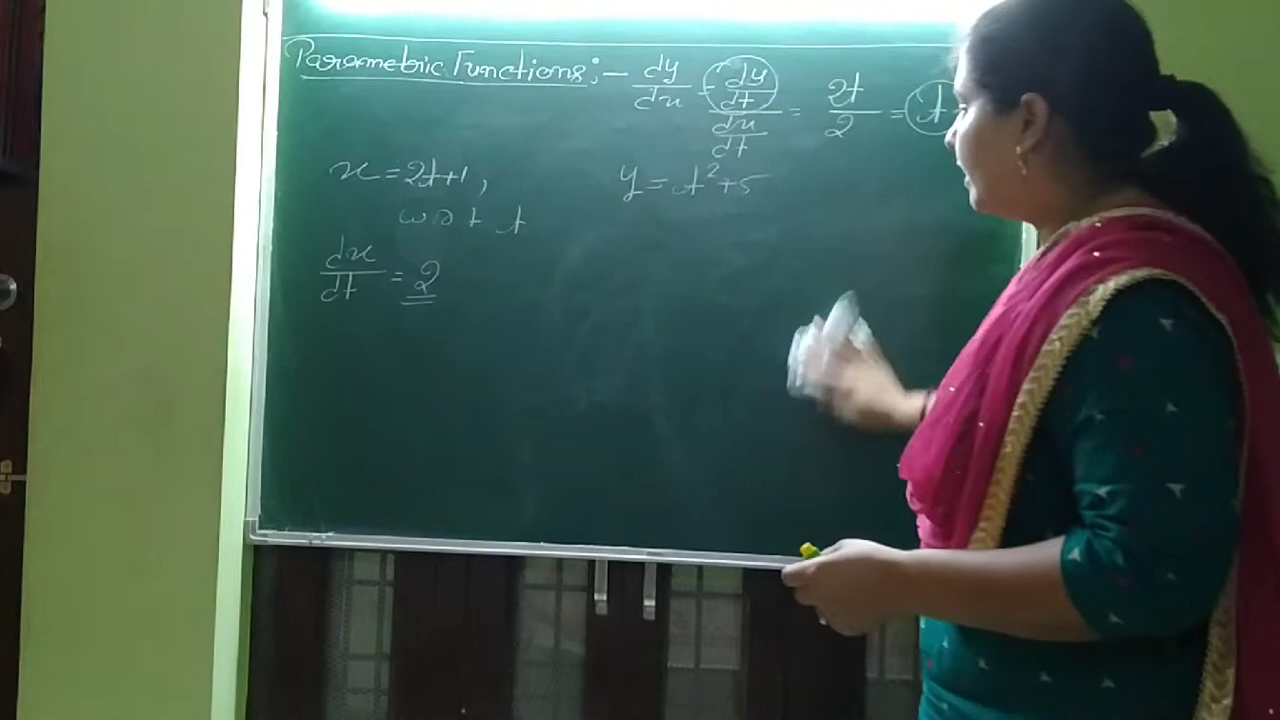 Parametric Functions :- dy/dx = (dy/dt)/(dx/dt) = 2t/2 = t
x = 2t+1, y = t²+5
w r t t
dx/dt = 2